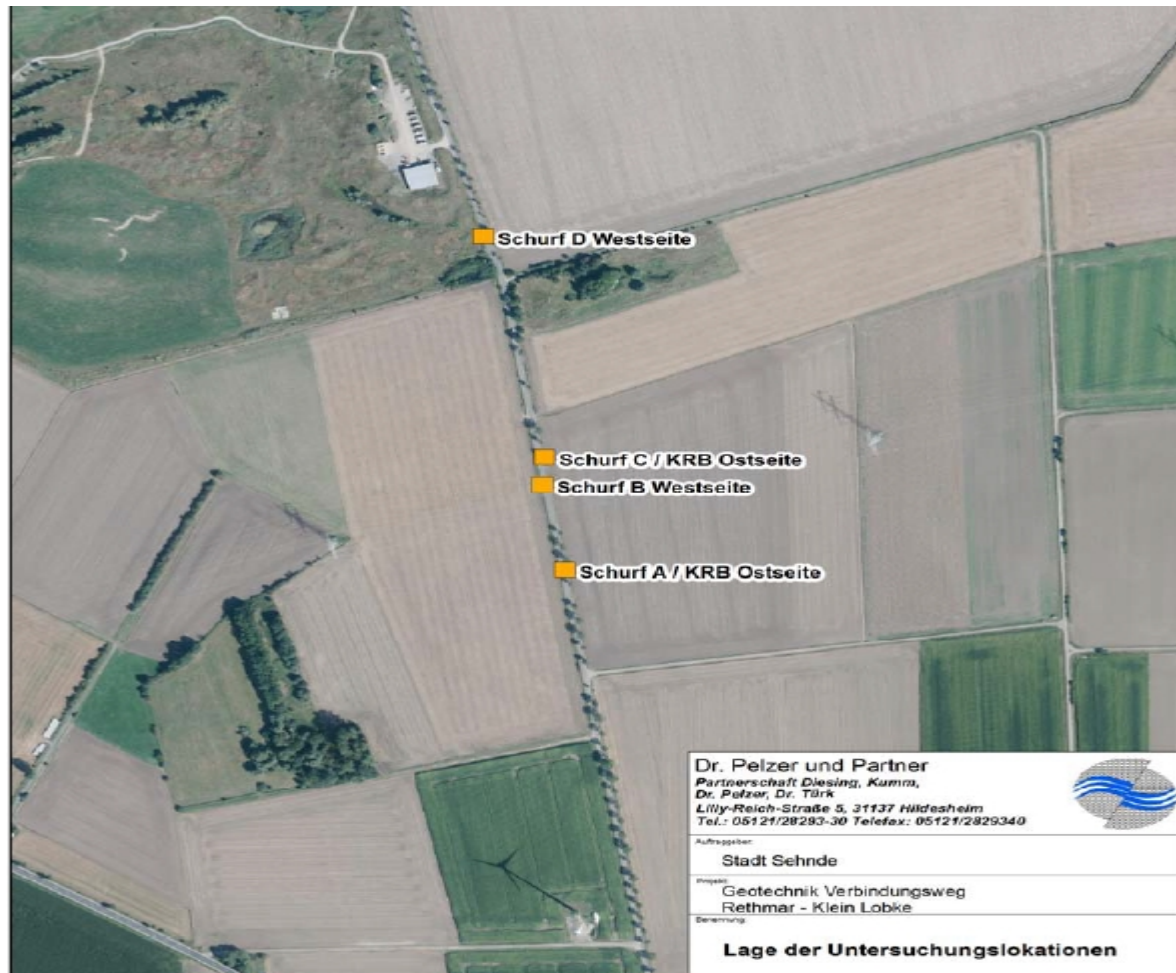 Schurf D Westseite
Schurf C / KRB Ostseite
Schurf B Westseite
Schurf A / KRB Ostseite
Dr. Pelzer und Partner
Partnerschaft Diesing, Kumm,
Dr. Pelzer, Dr. Türk
Lilly-Reich-Straße 5, 31137 Hildesheim
Tel.: 05121/28293-30 Telefax: 05121/2829340
Auftraggeber:
Stadt Sehnde
Projekt:
Geotechnik Verbindungsweg
Rethmar - Klein Lobke
Benennung:
Lage der Untersuchungslokationen